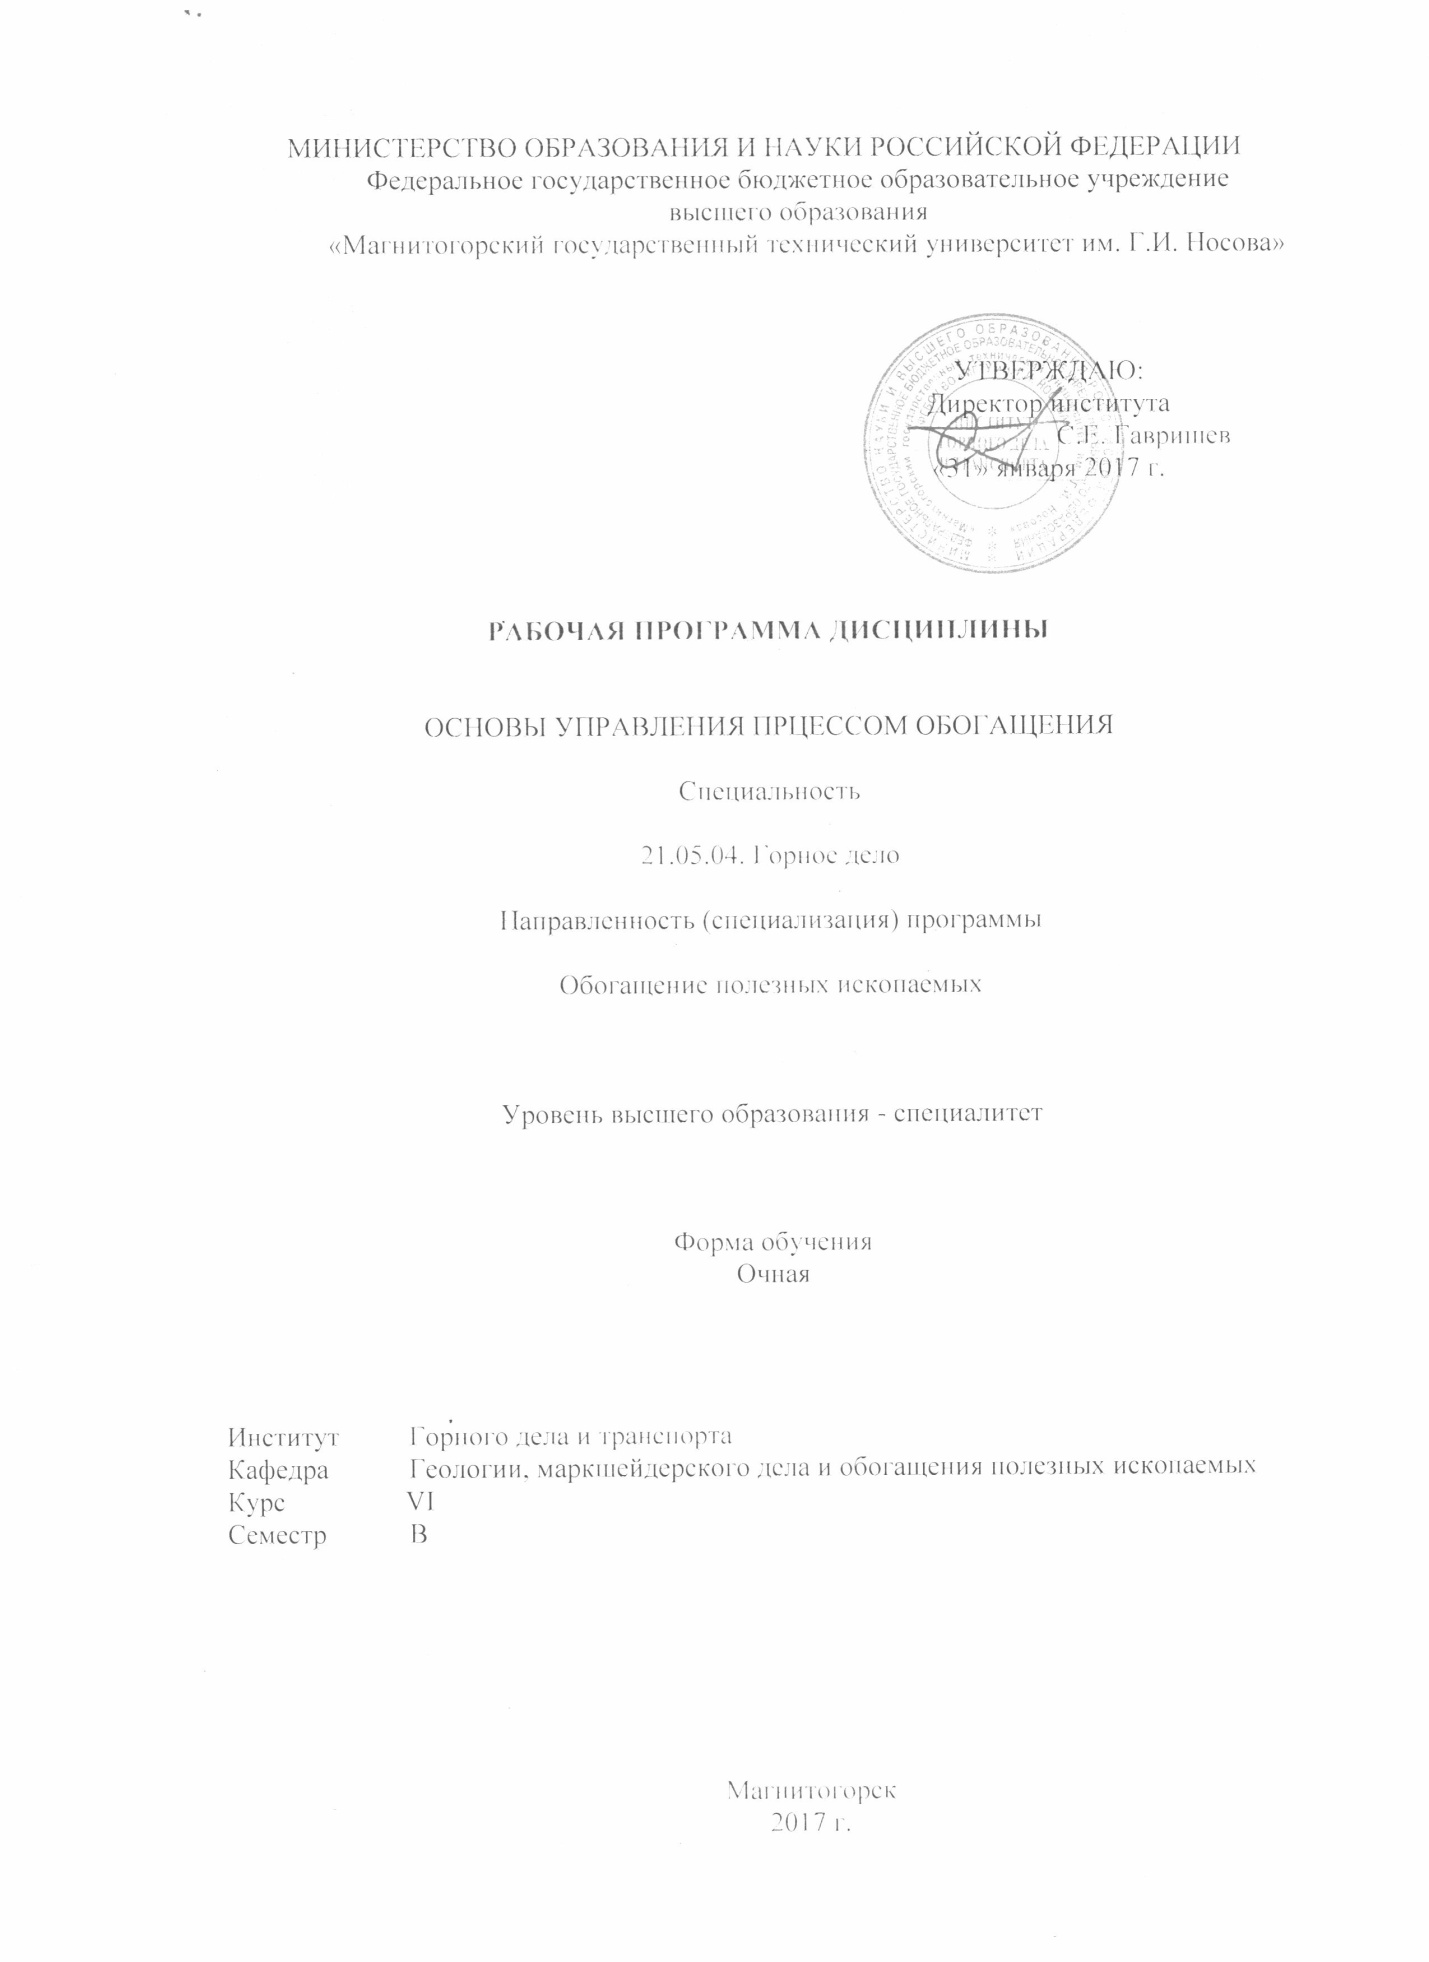 МИНИСТЕРСТВО ОБРАЗОВАНИЯ И НАУКИ РОССИЙСКОЙ ФЕДЕРАЦИИ
Федеральное государственное бюджетное образовательное учреждение
высшего образования
«Магнитогорский государственный технический университет им. Г.И. Носова»
УТВЕРЖДАЮ:
Директор института
С.Е. Гавришев
«31» января 2017 г.
РАБОЧАЯ ПРОГРАММА ДИСЦИПЛИНЫ
ОСНОВЫ УПРАВЛЕНИЯ ПРЦЕССОМ ОБОГАЩЕНИЯ
Специальность
21.05.04. Горное дело
Направленность (специализация) программы
Обогащение полезных ископаемых
Уровень высшего образования - специалитет
Форма обучения
Очная
Институт Горного дела и транспорта
Кафедра Геологии, маркшейдерского дела и обогащения полезных ископаемых
Курс VI
Семестр В
Магнитогорск
2017 г.